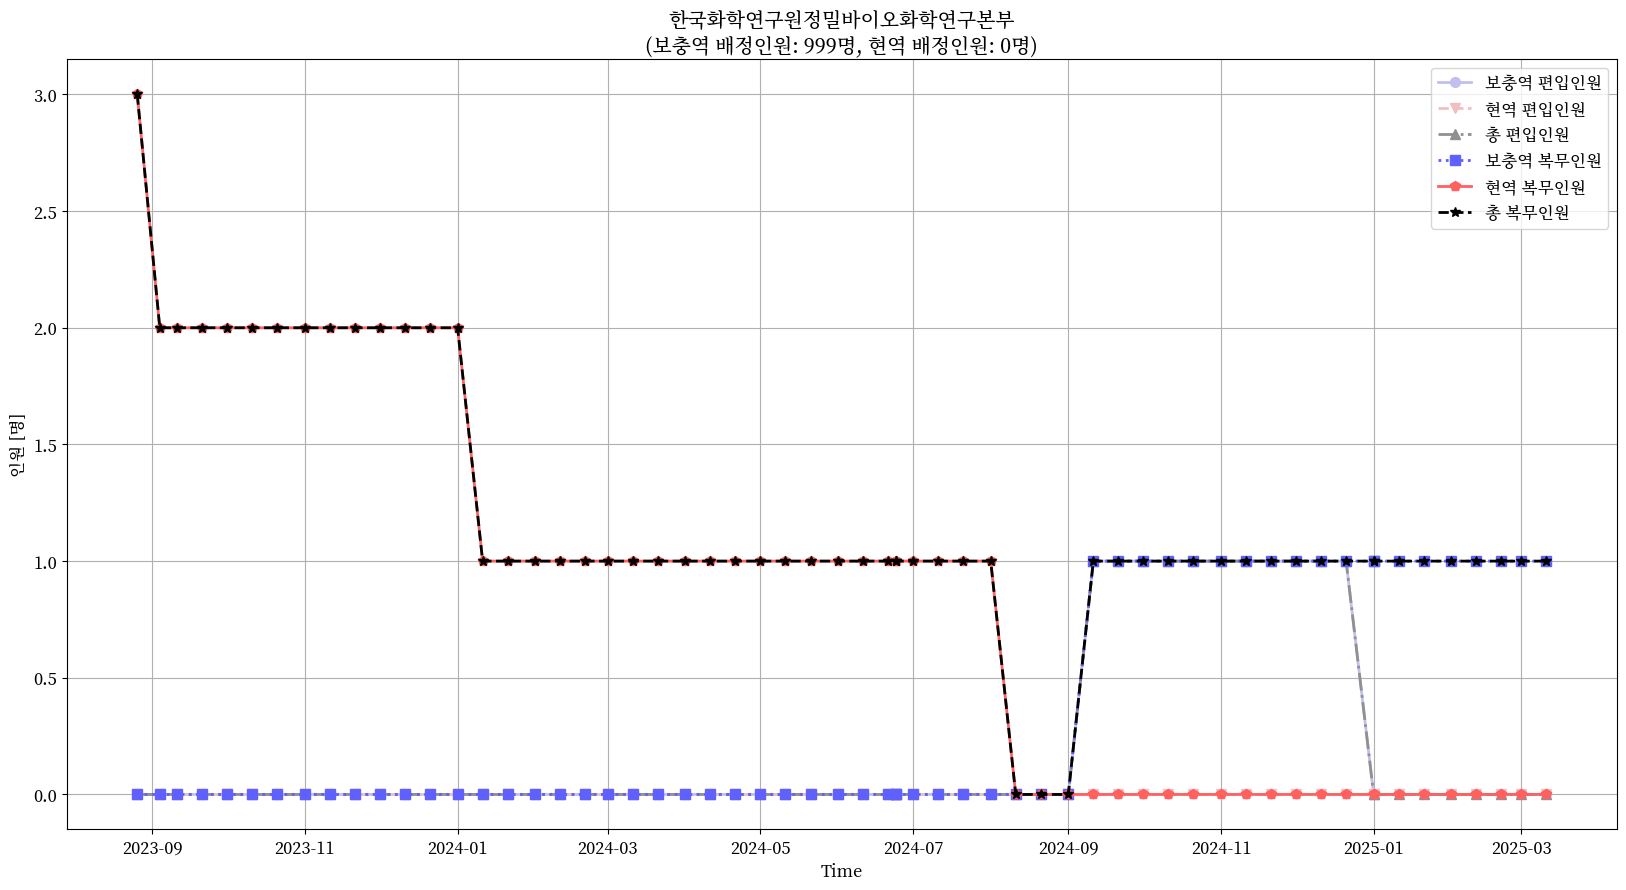 한국화학연구원정밀바이오화학연구본부
(보충역 배정인원: 999명, 현역 배정인원: 0명)
보충역 편입인원
현역 편입인원
총 편입인원
보충역 복무인원
현역 복무인원
총 복무인원
인원 [명]
3.0
2.5
2.0
1.5
1.0
0.5
0.0
2023-09
2023-11
2024-01
2024-03
2024-05
2024-07
2024-09
2024-11
2025-01
2025-03
Time